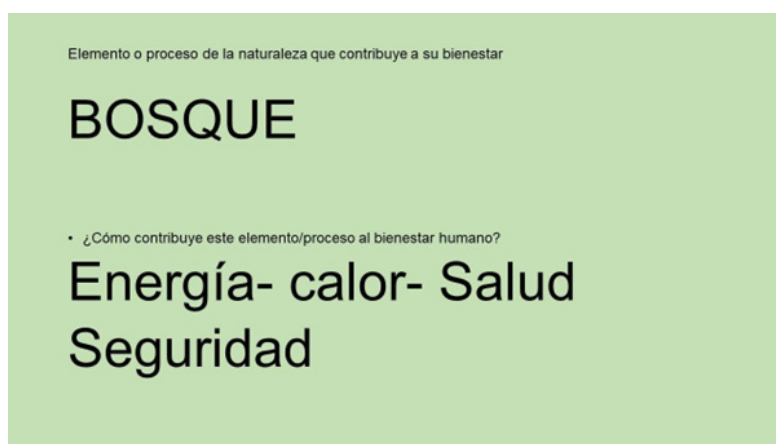 Elemento o proceso de la naturaleza que contribuye a su bienestar
BOSQUE
• ¿Cómo contribuye este elemento/proceso al bienestar humano?
Energía- calor- Salud
Seguridad